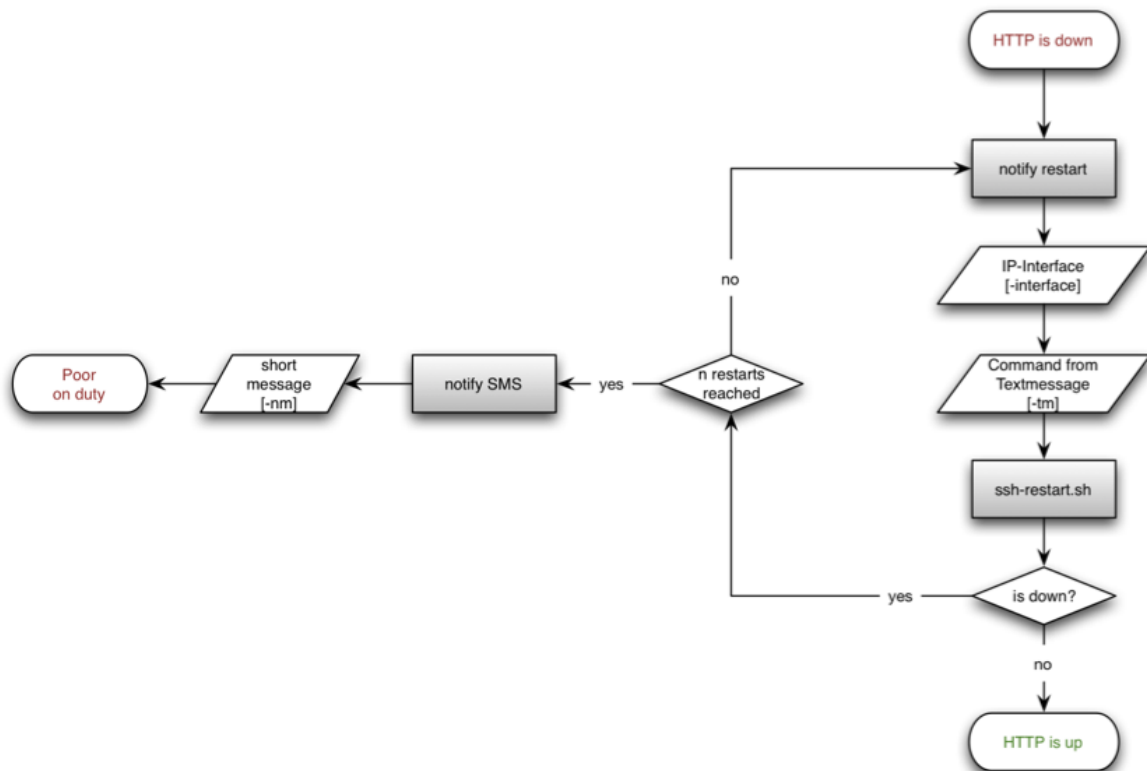 HTTP is down
notify restart
IP-Interface
[-interface]
no
Poor
on duty
short
message
[-nm]
notify SMS
yes
n restarts
reached
Command from
Textmessage
[-tm]
ssh-restart.sh
yes
is down?
no
HTTP is up